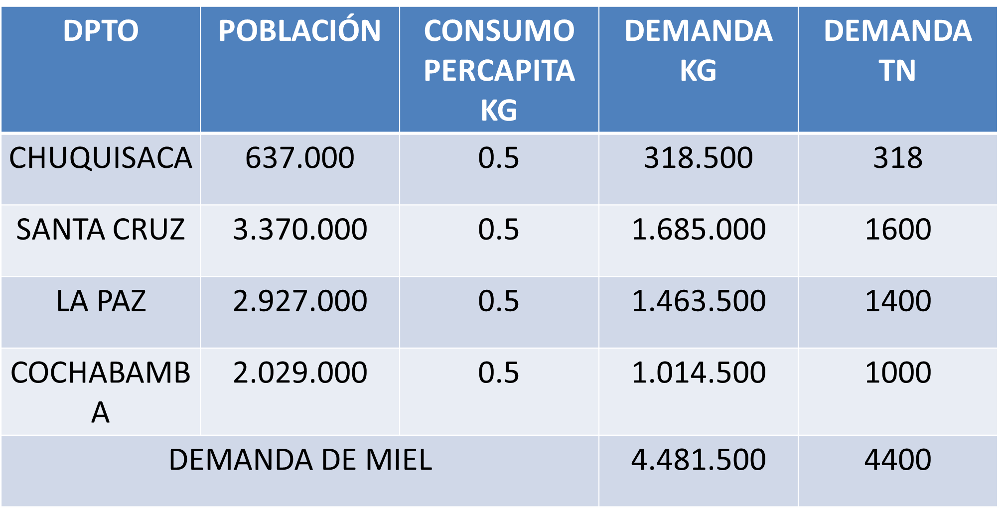 DPTO
POBLACIÓN
CONSUMO
PERCAPITA
KG
DEMANDA
KG
DEMANDA
TN
CHUQUISACA
637.000
0.5
318.500
318
SANTA CRUZ
3.370.000
0.5
1.685.000
1600
LA PAZ
2.927.000
0.5
1.463.500
1400
COCHABAMB
A
2.029.000
0.5
1.014.500
1000
DEMANDA DE MIEL
4.481.500
4400